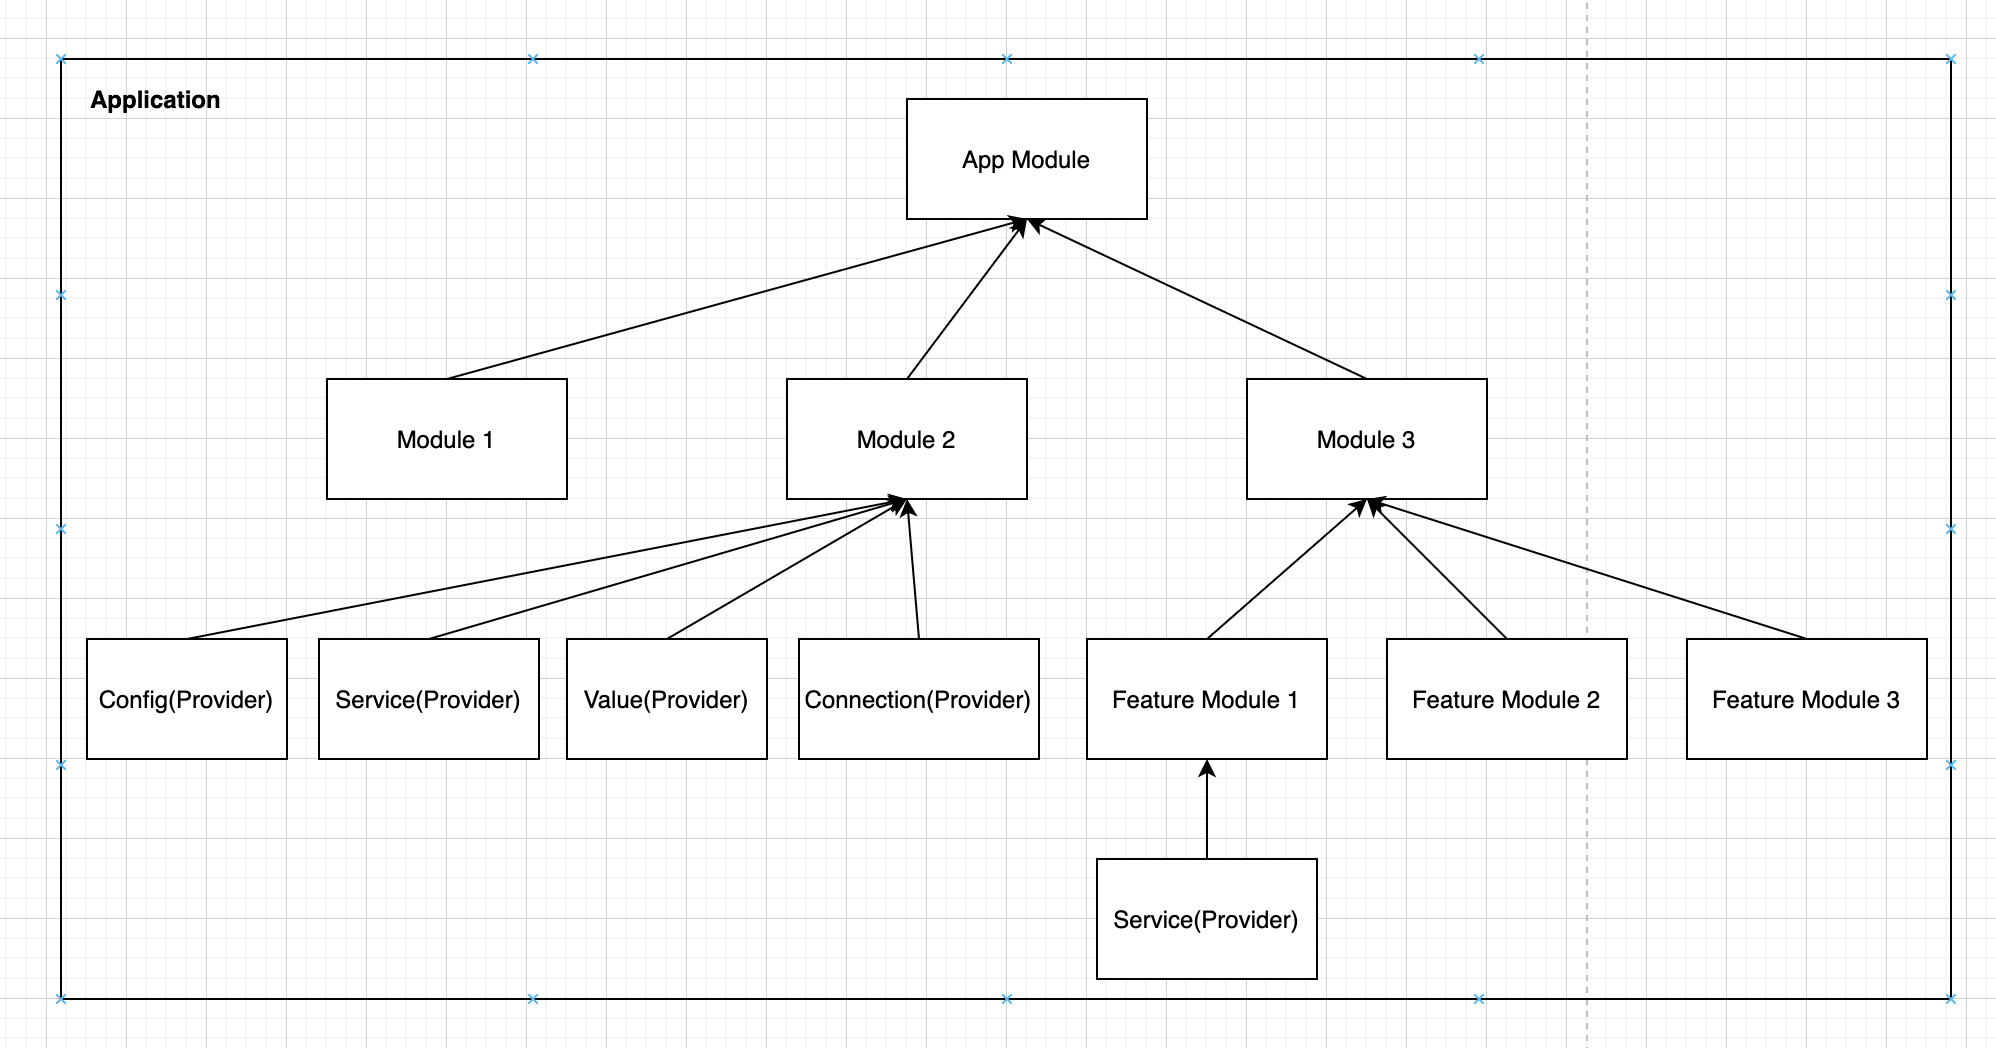 Application
App Module
Module 1
Module 2
Module 3
Config(Provider)
Service(Provider)
Value(Provider)
Connection(Provider)
Feature Module 1
Feature Module 2
Feature Module 3
Service(Provider)